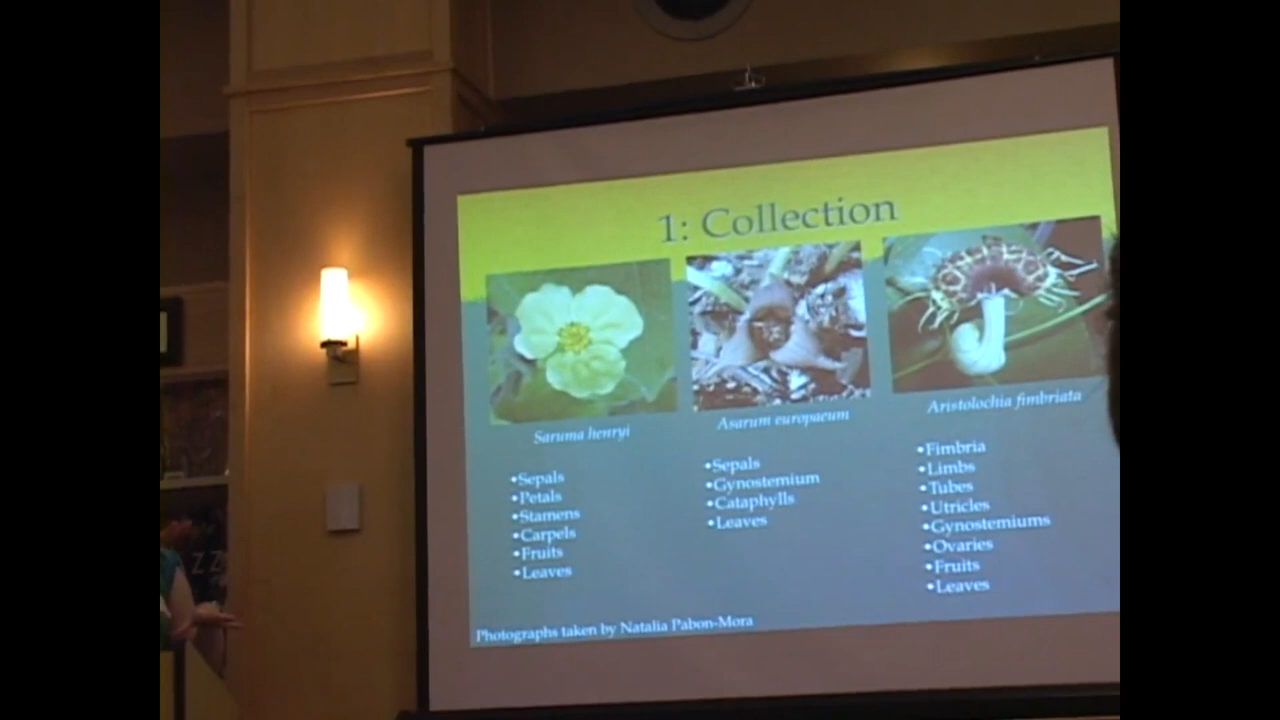 1: Collection
Saruma henryi
Asarum europaeum
Aristolochia fimbriata
•Sepals
•Petals
•Stamens
•Carpels
•Fruits
•Leaves
•Sepals
•Gynostemium
•Cataphylls
•Leaves
•Fimbria
•Limbs
•Tubes
•Utricles
•Gynostemiums
•Ovaries
•Fruits
•Leaves
Photographs taken by Natalia Pabon-Mora